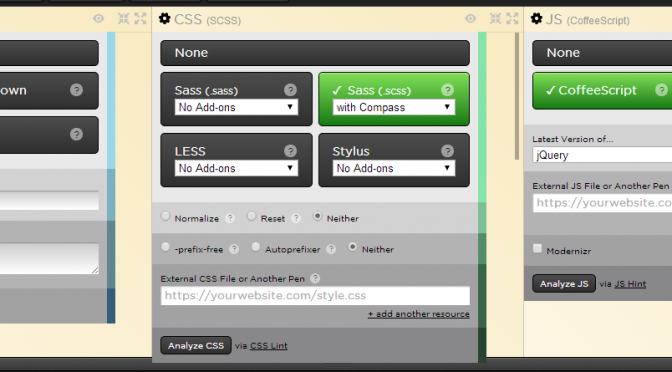 own
CSS (SCSS)
None
Sass (.sass)
No Add-ons
✓ Sass (.scss)
with Compass
LESS
No Add-ons
Stylus
No Add-ons
Normalize ? Reset ? Neither
-prefix-free ? Autoprefixer ? Neither
External CSS File or Another Pen ?
https://yourwebsite.com/style.css
+ add another resource
Analyze CSS via CSS Lint
JS (CoffeeScript)
None
✓ CoffeeScript
Latest Version of...
jQuery
External JS File or Another Pen
https://yourwebsite.co
Modernizr
Analyze JS via JS Hint